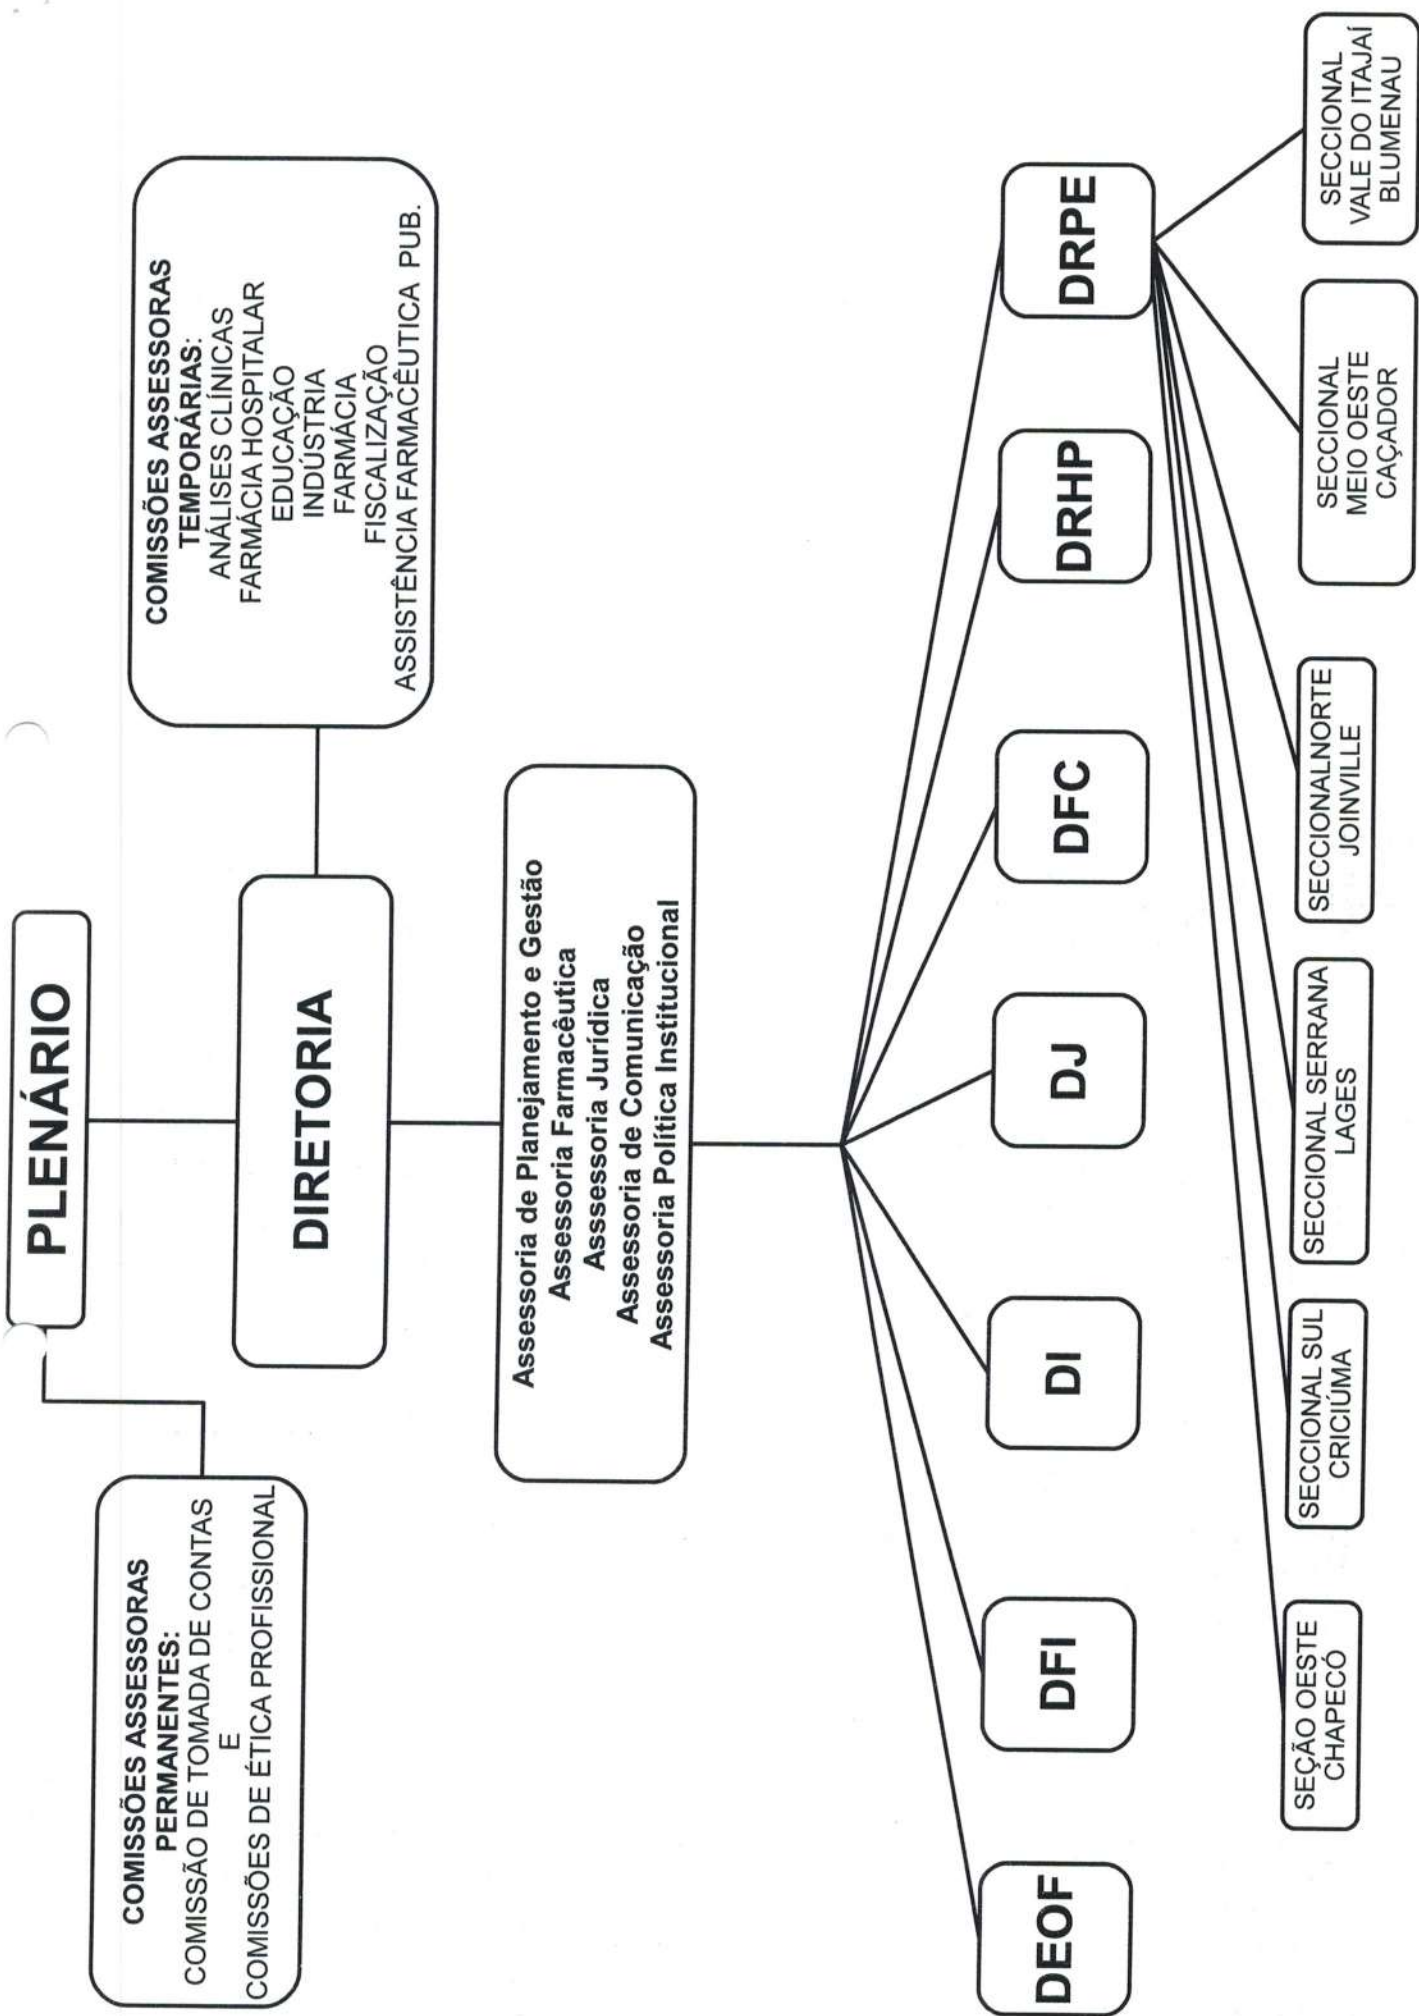 PLENÁRIO
COMISSÕES ASSESSORAS
PERMANENTES:
COMISSÃO DE TOMADA DE CONTAS
E
COMISSÕES DE ÉTICA PROFISSIONAL
DIRETORIA
COMISSÕES ASSESSORAS
TEMPORÁRIAS:
ANÁLISES CLÍNICAS
FARMÁCIA HOSPITALAR
EDUCAÇÃO
INDÚSTRIA
FARMÁCIA
FISCALIZAÇÃO
ASSISTÊNCIA FARMACÊUTICA PUB.
Assessoria de Planejamento e Gestão
Assessoria Farmacêutica
Asssessoria Jurídica
Assessoria de Comunicação
Assessoria Política Institucional
DEOF
DFI
DI
DJ
DFC
DRHP
DRPE
SEÇÃO OESTE
CHAPECÓ
SECCIONAL SUL
CRICIÚMA
SECCIONAL SERRANA
LAGES
SECCIONALNORTE
JOINVILLE
SECCIONAL
MEIO OESTE
CAÇADOR
SECCIONAL
VALE DO ITAJAÍ
BLUMENAU